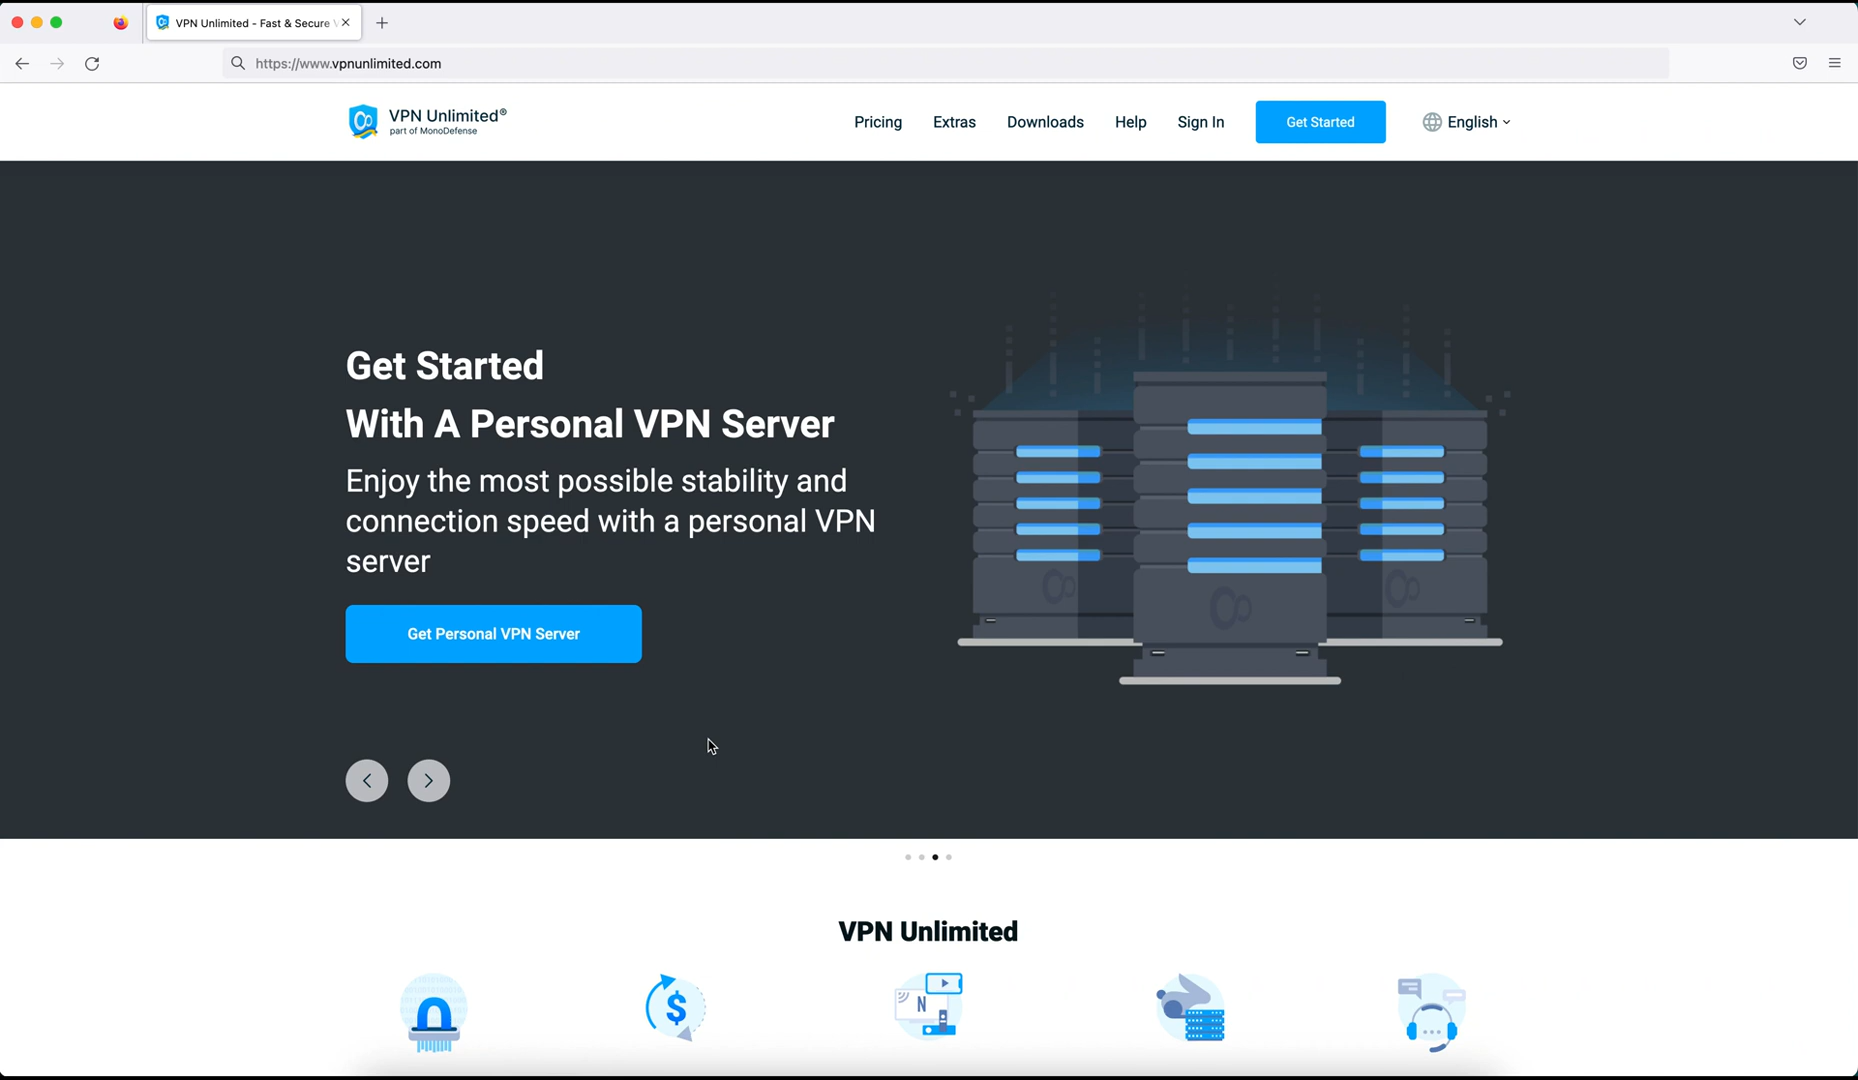 VPN Unlimited - Fast & Secure V
https://www.vpnunlimited.com
VPN Unlimited®
part of MonoDefense
Pricing
Extras
Downloads
Help
Sign In
Get Started
English
Get Started
With A Personal VPN Server
Enjoy the most possible stability and
connection speed with a personal VPN
server
Get Personal VPN Server
VPN Unlimited
$
N